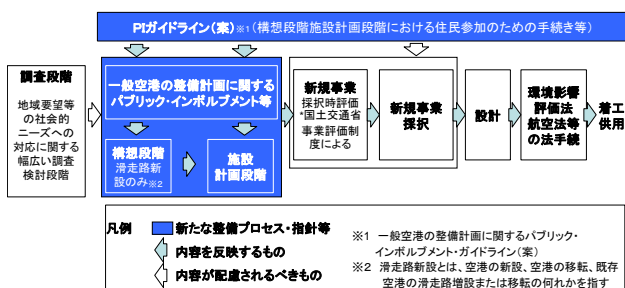 PIガイドライン(案)※1(構想段階施設計画段階における住民参加のための手続き等)
調査段階
地域要望等
の社会的
ニーズへの
対応に関する
幅広い調査
検討段階
一般空港の整備計画に関する
パブリック・インボルブメント等
構想段階
滑走路新
設のみ※2
施設
計画段階
新規事業
採択時評価
*国土交通省
事業評価制
度による
新規事業
採択
設計
環境影響
評価法
航空法等
の法手続
着工
供用
凡例
新たな整備プロセス・指針等
内容を反映するもの
内容が配慮されるべきもの
※1 一般空港の整備計画に関するパブリック・
インボルブメント・ガイドライン(案)
※2 滑走路新設とは、空港の新設、空港の移転、既存
空港の滑走路増設または移転の何れかを指す